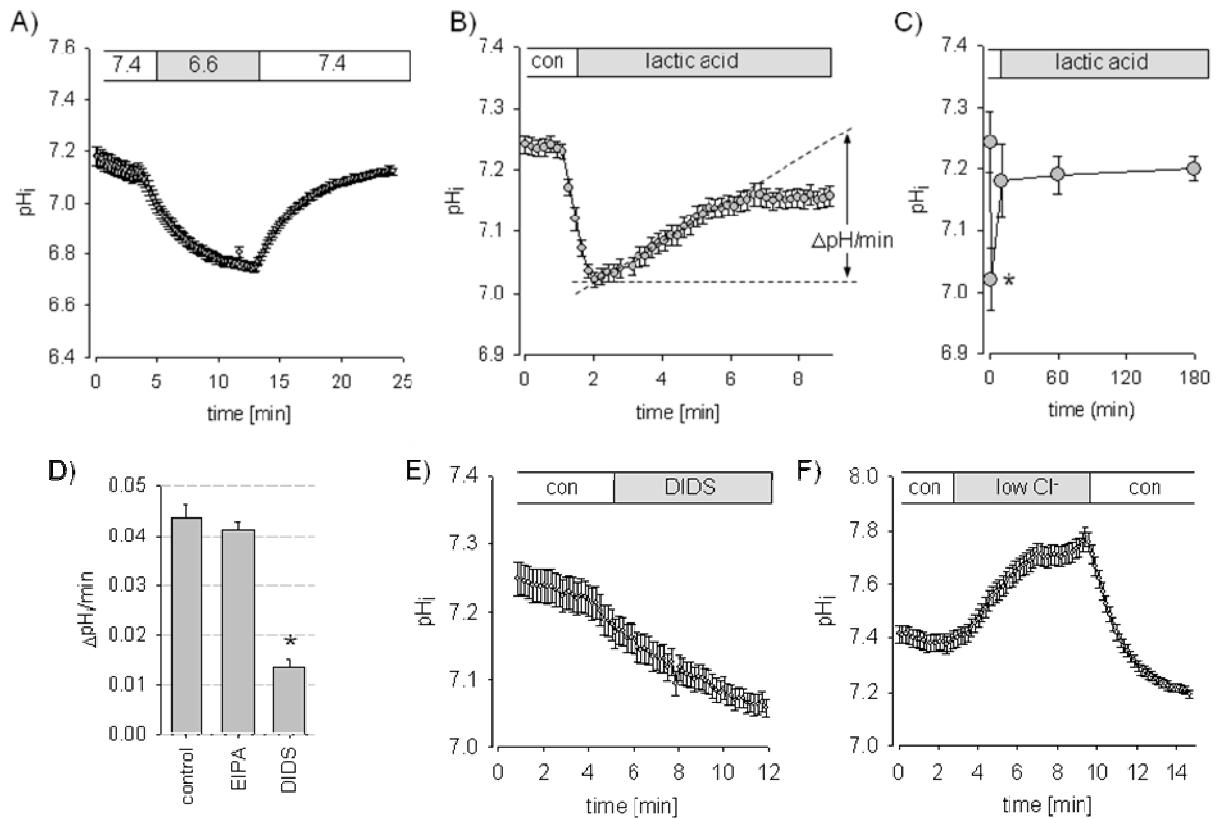 A)
7.4 6.6 7.4
7.6
7.4
7.2
7.0
6.8
6.6
6.4
pHi
0 5 10 15 20 25
time [min]
B)
con lactic acid
7.4
7.3
7.2
7.1
7.0
6.9
pHi
ΔpH/min
0 2 4 6 8
time [min]
C)
lactic acid
7.4
7.3
7.2
7.1
7.0
6.9
pHi
*
0 60 120 180
time (min)
D)
0.05
0.04
0.03
0.02
0.01
0.00
ΔpHi/min
*
control
EIPA
DIDS
E)
con DIDS
7.4
7.3
7.2
7.1
7.0
pHi
0 2 4 6 8 10 12
time [min]
F)
con low Cl- con
8.0
7.8
7.6
7.4
7.2
7.0
pHi
0 2 4 6 8 10 12 14
time [min]